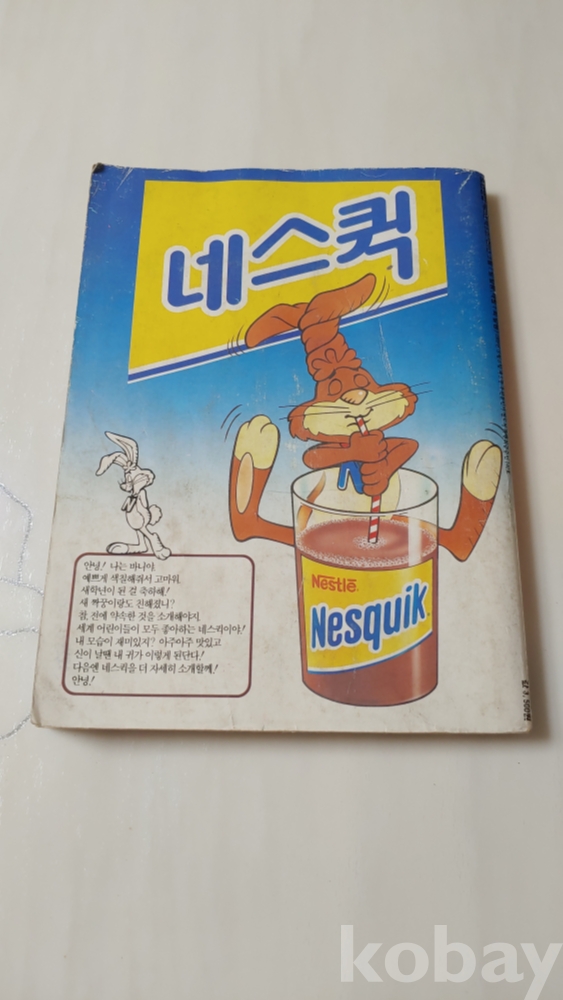 네스퀵
안녕! 나는 마니야.
예쁘게 색칠해줘서 고마워.
새학년이 된 걸 축하해!
새 짝꿍이랑도 친해졌니?
참, 전에 약속한 것을 소개해야지.
세계 어린이들이 모두 좋아하는 네스퀵이야!
내 모습이 재미있지? 아주아주 맛있고
신이 날땐 내 귀가 이렇게 된단다!
다음엔 네스퀵을 더 자세히 소개할께!
안녕!
Nestlē
Nesquik
kobay